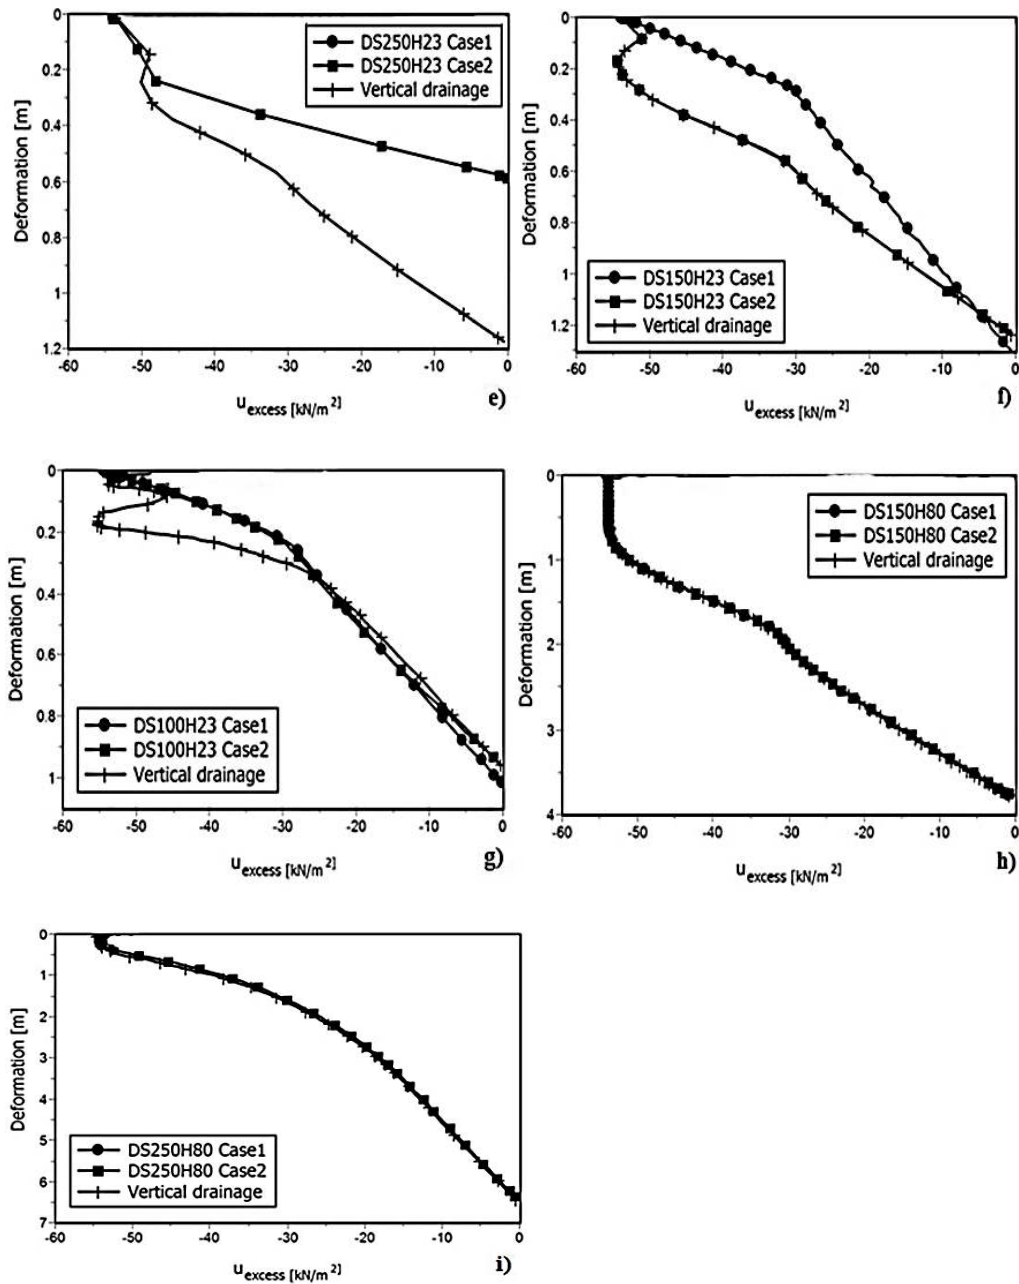 0
0.2
0.4
0.6
0.8
1
1.2
Deformation [m]
DS250H23 Case1
DS250H23 Case2
Vertical drainage
-60 -50 -40 -30 -20 -10 0
u excess [kN/m²]
e)
0
0.2
0.4
0.6
0.8
1
1.2
Deformation [m]
DS150H23 Case1
DS150H23 Case2
Vertical drainage
-60 -50 -40 -30 -20 -10 0
u excess [kN/m²]
f)
0
0.2
0.4
0.6
0.8
1
Deformation [m]
DS100H23 Case1
DS100H23 Case2
Vertical drainage
-60 -50 -40 -30 -20 -10 0
u excess [kN/m²]
g)
0
1
2
3
4
Deformation [m]
DS150H80 Case1
DS150H80 Case2
Vertical drainage
-60 -50 -40 -30 -20 -10 0
u excess [kN/m²]
h)
0
1
2
3
4
5
6
7
Deformation [m]
DS250H80 Case1
DS250H80 Case2
Vertical drainage
-60 -50 -40 -30 -20 -10 0
u excess [kN/m²]
i)